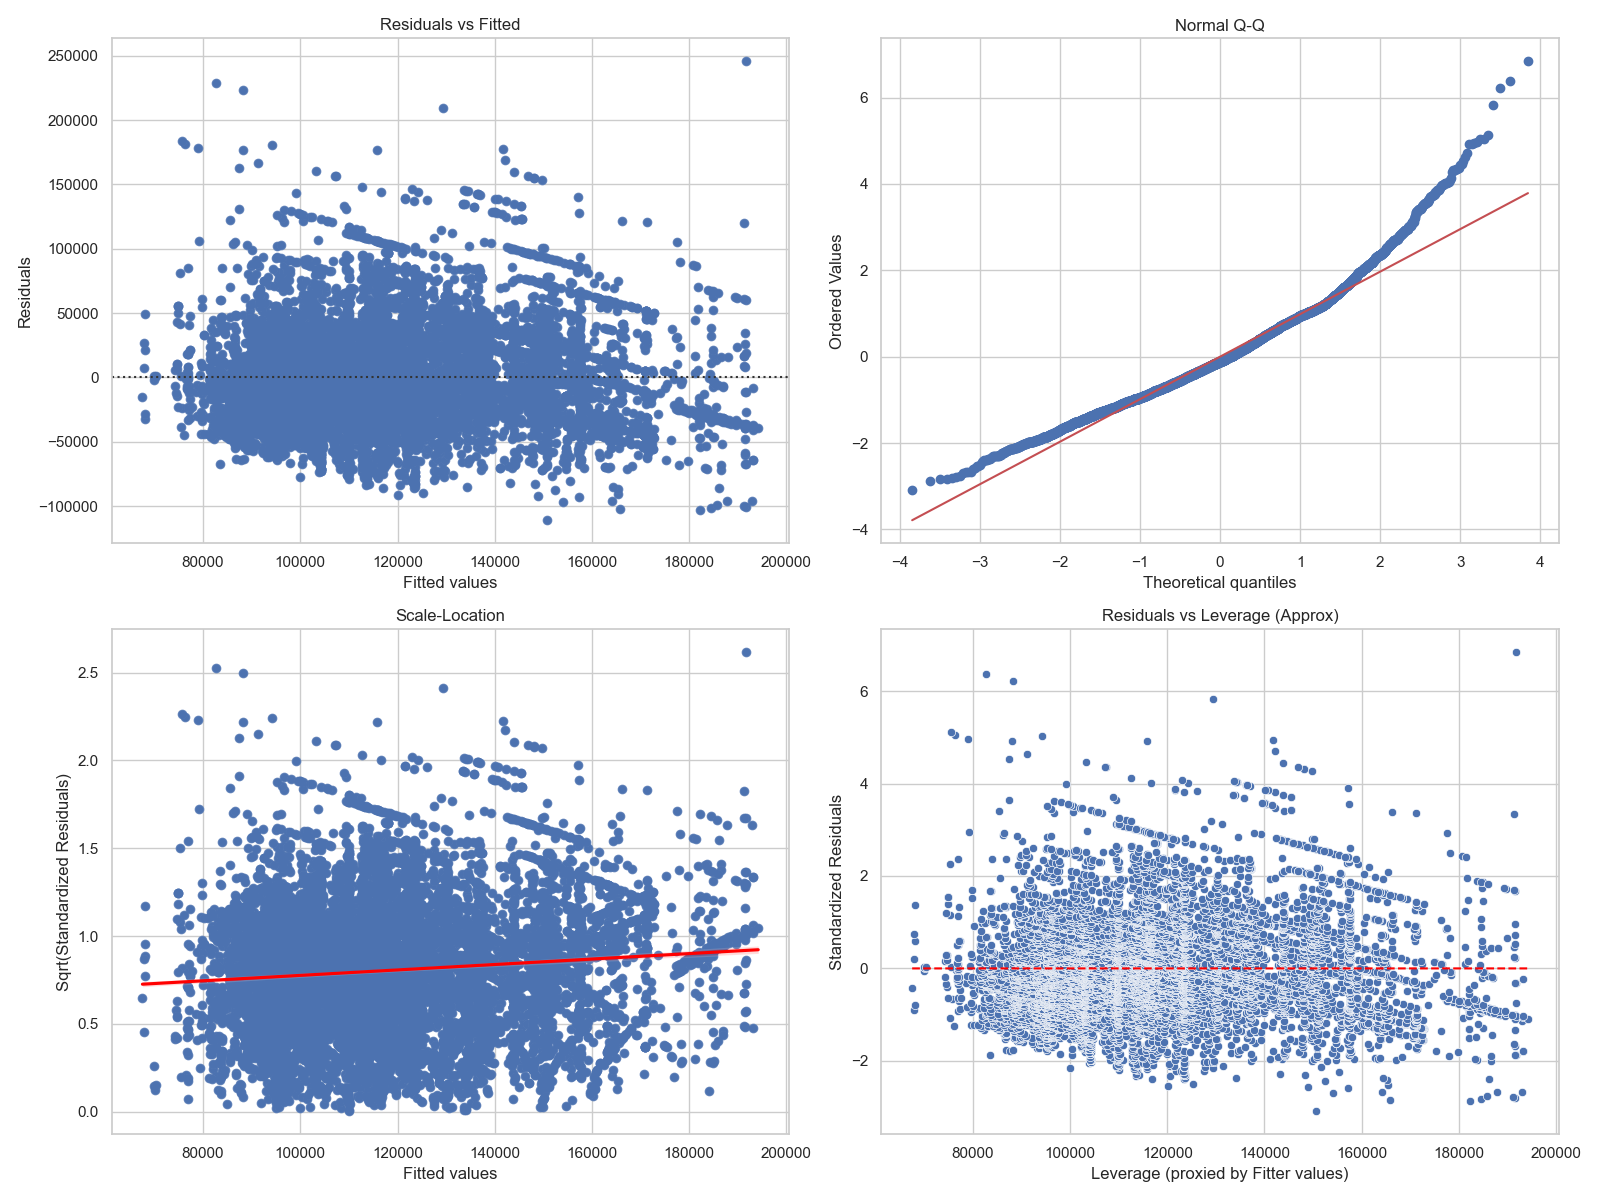 Residuals vs Fitted
250000
200000
150000
100000
50000
0
−50000
−100000
Residuals
80000 100000 120000 140000 160000 180000 200000
Fitted values
Normal Q-Q
6
4
2
0
−2
−4
Ordered Values
−4 −3 −2 −1 0 1 2 3 4
Theoretical quantiles
Scale-Location
2.5
2.0
1.5
1.0
0.5
0.0
Sqrt(Standardized Residuals)
80000 100000 120000 140000 160000 180000 200000
Fitted values
Residuals vs Leverage (Approx)
6
4
2
0
−2
Standardized Residuals
80000 100000 120000 140000 160000 180000 200000
Leverage (proxied by Fitter values)